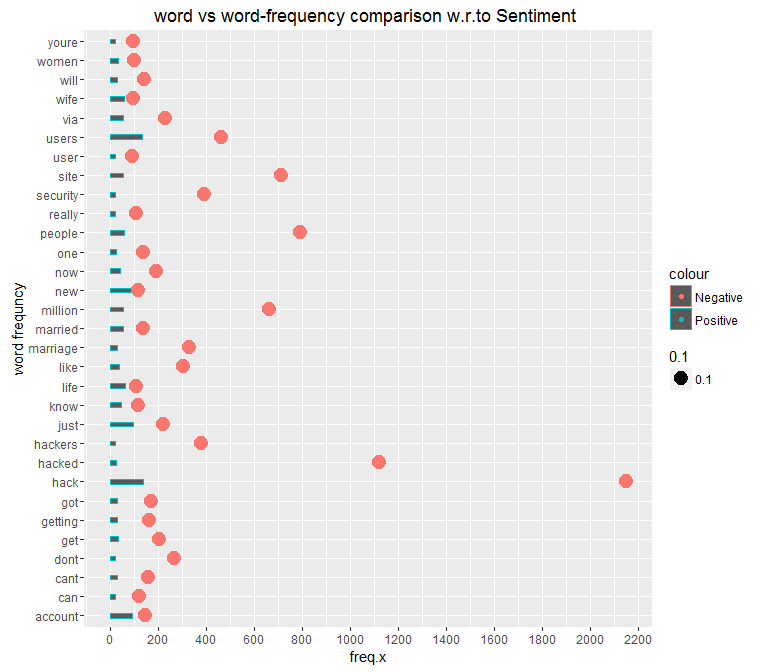 word vs word-frequency comparison w.r.to Sentiment
word frequncy
youre
women
will
wife
via
users
user
site
security
really
people
one
now
new
million
married
marriage
like
life
know
just
hackers
hacked
hack
got
getting
get
dont
cant
can
account
0 200 400 600 800 1000 1200 1400 1600 1800 2000 2200
freq.x
colour
Negative
Positive
0.1
0.1